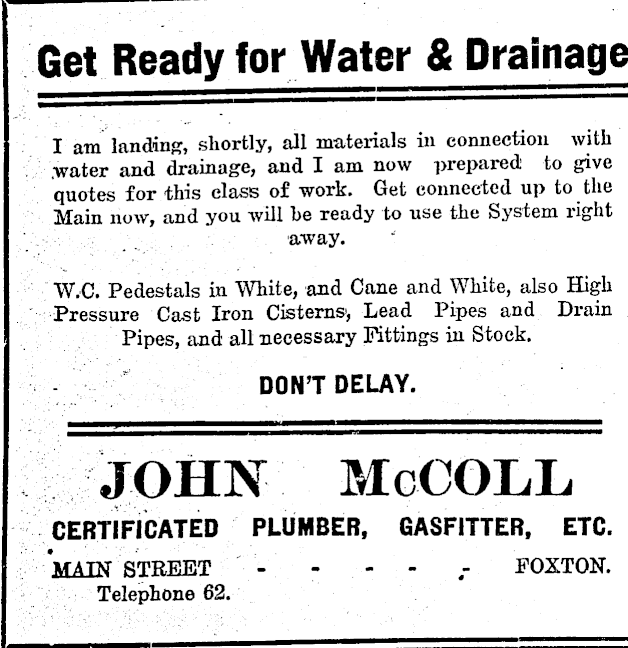 Get Ready for Water & Drainage
I am landing, shortly, all materials in connection with
water and drainage, and I am now prepared to give
quotes for this class of work. Get connected up to the
Main now, and you will be ready to use the System right
away.
W.C. Pedestals in White, and Cane and White, also High
Pressure Cast Iron Cisterns, Lead Pipes and Drain
Pipes, and all necessary Fittings in Stock.
DON'T DELAY.
JOHN McCOLL
CERTIFICATED PLUMBER, GASFITTER, ETC.
MAIN STREET - - - - - FOXTON.
Telephone 62.